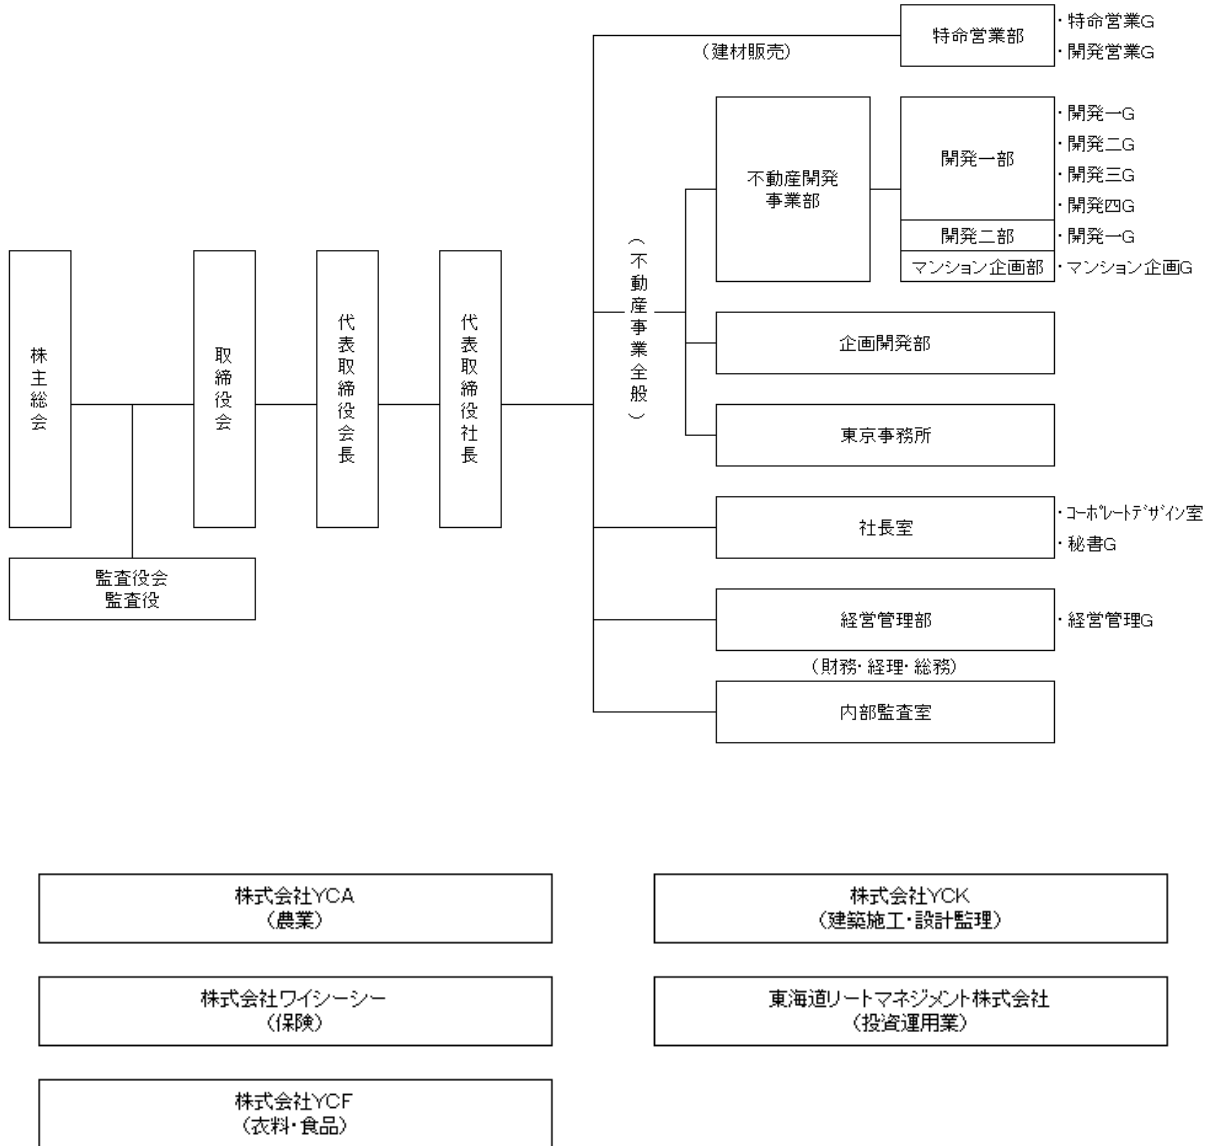 特命営業部
・特命営業G
・開発営業G
（建材販売）
不動産開発
事業部
開発一部
・開発一G
・開発二G
・開発三G
・開発四G
開発二部
・開発一G
マンション企画部
・マンション企画G
（不動産事業全般）
企画開発部
東京事務所
株主総会
取締役会
代表取締役会長
代表取締役社長
監査役会
監査役
社長室
・ｺｰﾎﾟﾚｰﾄﾃﾞｻﾞｲﾝ室
・秘書G
経営管理部
・経営管理G
（財務・経理・総務）
内部監査室
株式会社YCA
（農業）
株式会社YCK
（建築施工・設計監理）
株式会社ワイシーシー
（保険）
東海道リートマネジメント株式会社
（投資運用業）
株式会社YCF
（衣料・食品）